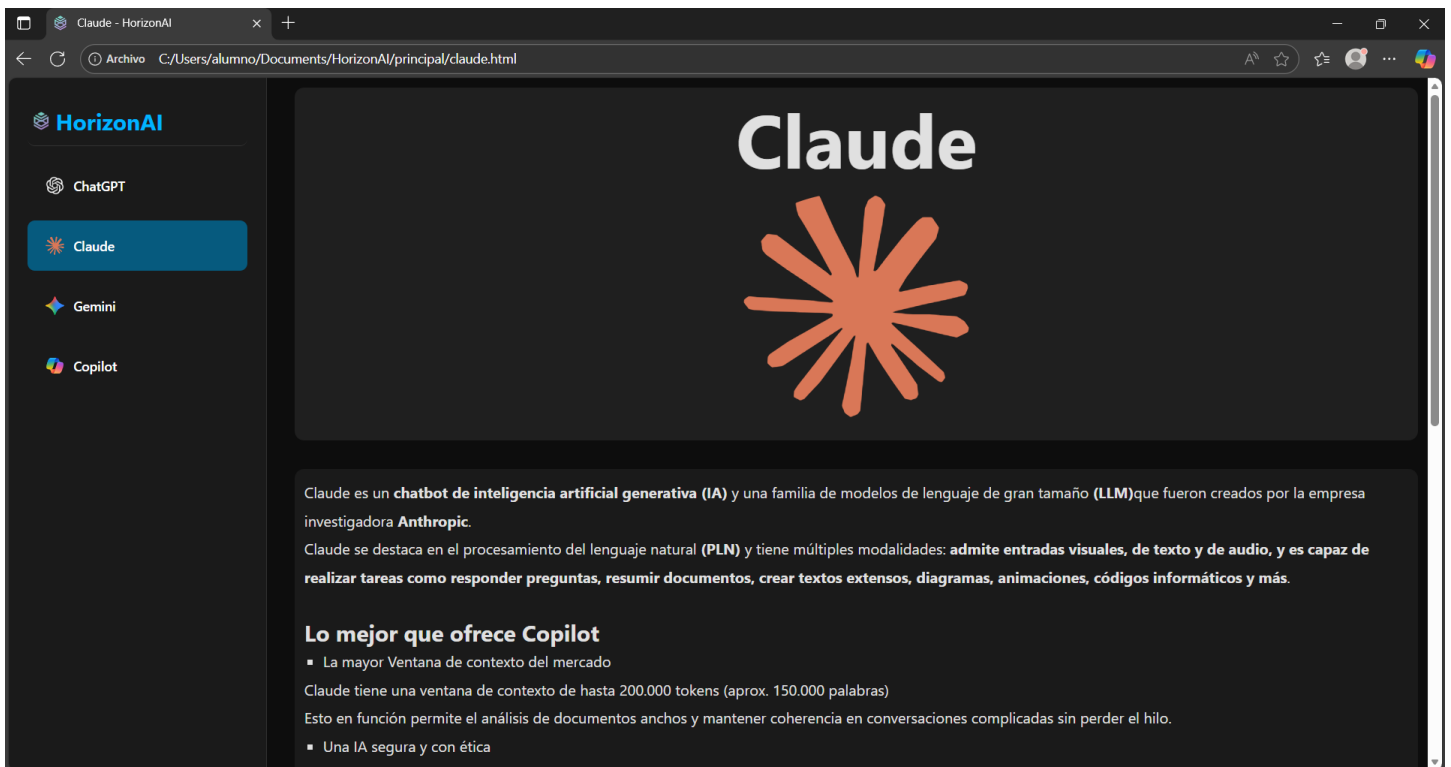 Claude - HorizonAI
Archivo C:/Users/alumno/Documents/HorizonAI/principal/claude.html
HorizonAI
ChatGPT
Claude
Gemini
Copilot
Claude
Claude es un chatbot de inteligencia artificial generativa (IA) y una familia de modelos de lenguaje de gran tamaño (LLM)que fueron creados por la empresa
investigadora Anthropic.
Claude se destaca en el procesamiento del lenguaje natural (PLN) y tiene múltiples modalidades: admite entradas visuales, de texto y de audio, y es capaz de
realizar tareas como responder preguntas, resumir documentos, crear textos extensos, diagramas, animaciones, códigos informáticos y más.
Lo mejor que ofrece Copilot
▪ La mayor Ventana de contexto del mercado
Claude tiene una ventana de contexto de hasta 200.000 tokens (aprox. 150.000 palabras)
Esto en función permite el análisis de documentos anchos y mantener coherencia en conversaciones complicadas sin perder el hilo.
▪ Una IA segura y con ética